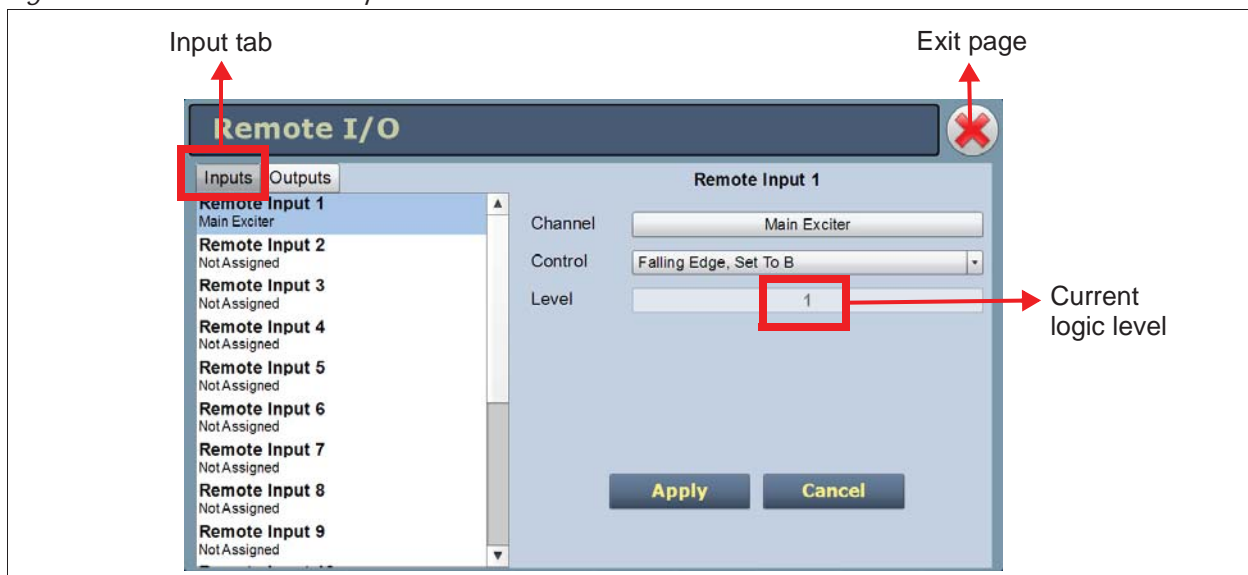 Input tab
Exit page
Remote I/O
Inputs Outputs
Remote Input 1
Main Exciter
Remote Input 2
Not Assigned
Remote Input 3
Not Assigned
Remote Input 4
Not Assigned
Remote Input 5
Not Assigned
Remote Input 6
Not Assigned
Remote Input 7
Not Assigned
Remote Input 8
Not Assigned
Remote Input 9
Not Assigned
Remote Input 1
Channel Main Exciter
Control Falling Edge, Set To B
Level 1
Apply Cancel
Current
logic level